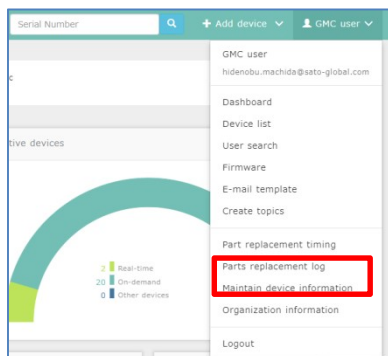 Serial Number
+ Add device
GMC user
GMC user
hidenobu.machida@sato-global.com
c
Dashboard
Device list
tive devices
User search
Firmware
E-mail template
Create topics
Part replacement timing
2 Real-time
Parts replacement log
20 On-demand
Maintain device information
0 Other devices
Organization information
Logout